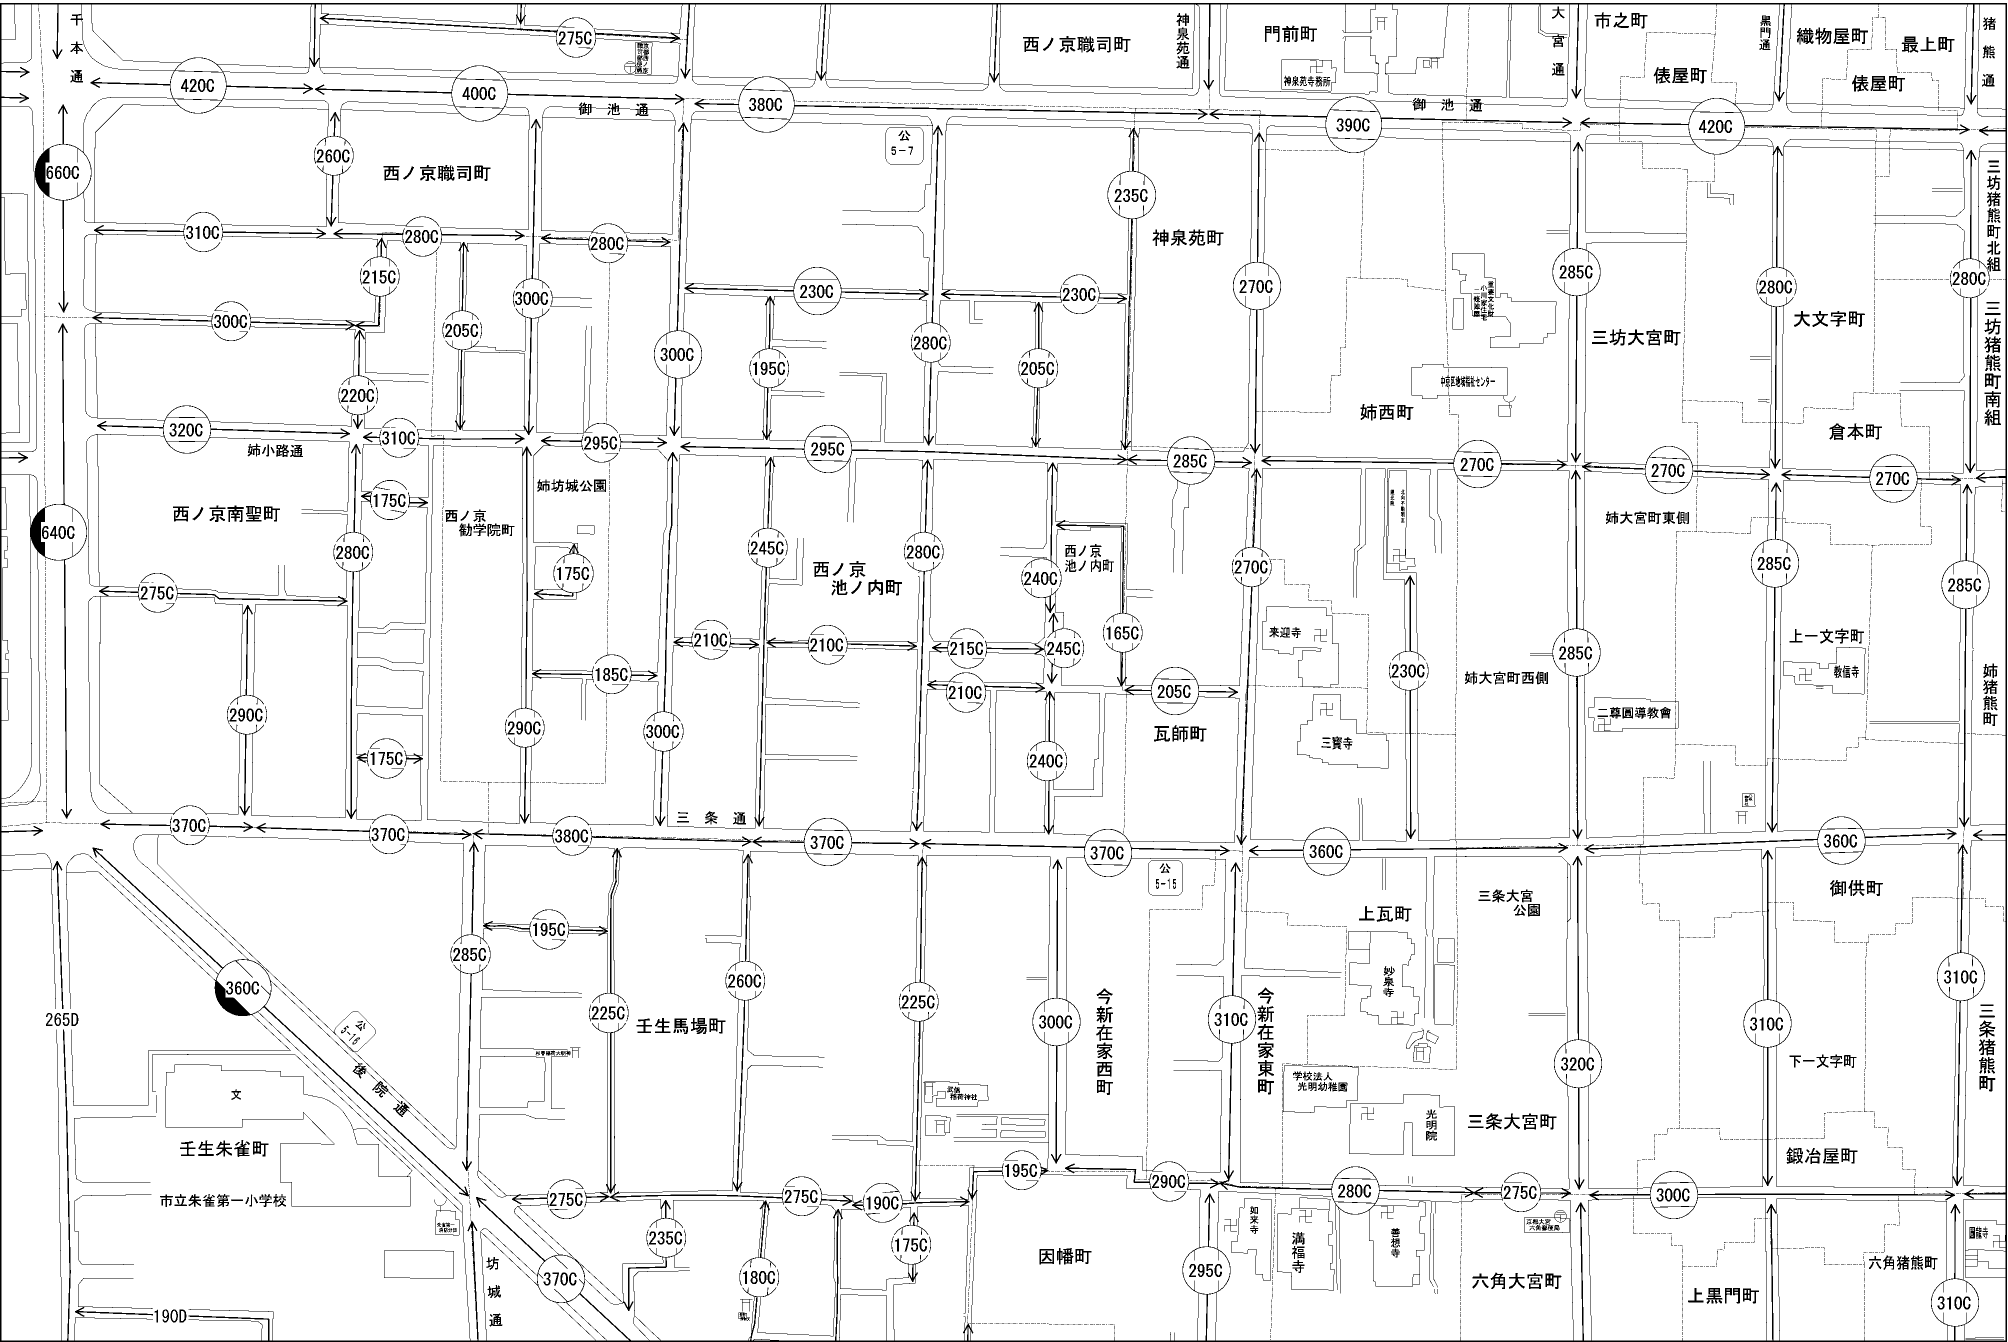 千本通
275C
西ノ京職司町
神泉苑通
門前町
神泉苑寺務所
大宮通
市之町
黒門通
織物屋町
最上町
猪熊通
俵屋町
俵屋町
420C
400C
御池通
380C
390C
御池通
420C
660C
260C
西ノ京職司町
公
5-7
235C
神泉苑町
三坊猪熊町北組
310C
280C
280C
215C
300C
230C
230C
270C
285C
280C
280C
300C
205C
300C
280C
195C
205C
三坊大宮町
大文字町
三坊猪熊町南組
220C
中京区地域福祉センター
姉西町
倉本町
320C
310C
295C
295C
285C
270C
270C
270C
姉小路通
姉坊城公園
175C
西ノ京南聖町
西ノ京
勧学院町
姉大宮町東側
640C
280C
245C
280C
西ノ京
池ノ内町
西ノ京
池ノ内町
240C
270C
285C
285C
175C
275C
210C
210C
215C
245C
165C
来迎寺
285C
上一文字町
教信寺
185C
210C
205C
230C
姉大宮町西側
姉猪熊町
290C
290C
300C
瓦師町
三寳寺
二尊圓導教會
175C
240C
370C
370C
380C
三条通
370C
370C
360C
360C
公
5-15
御供町
三条大宮
公園
上瓦町
195C
285C
260C
360C
225C
225C
300C
310C
妙泉寺
310C
310C
265D
公
5-16
壬生馬場町
今新在家西町
今新在家東町
三条猪熊町
後院通
320C
下一文字町
学校法人
光明幼稚園
文
武信
稲荷神社
光明院
三条大宮町
壬生朱雀町
鍛冶屋町
市立朱雀第一小学校
275C
275C
190C
195C
290C
280C
275C
300C
235C
175C
如来寺
満福寺
善想寺
因幡町
坊城通
370C
180C
295C
六角大宮町
上黒門町
六角猪熊町
310C
190D